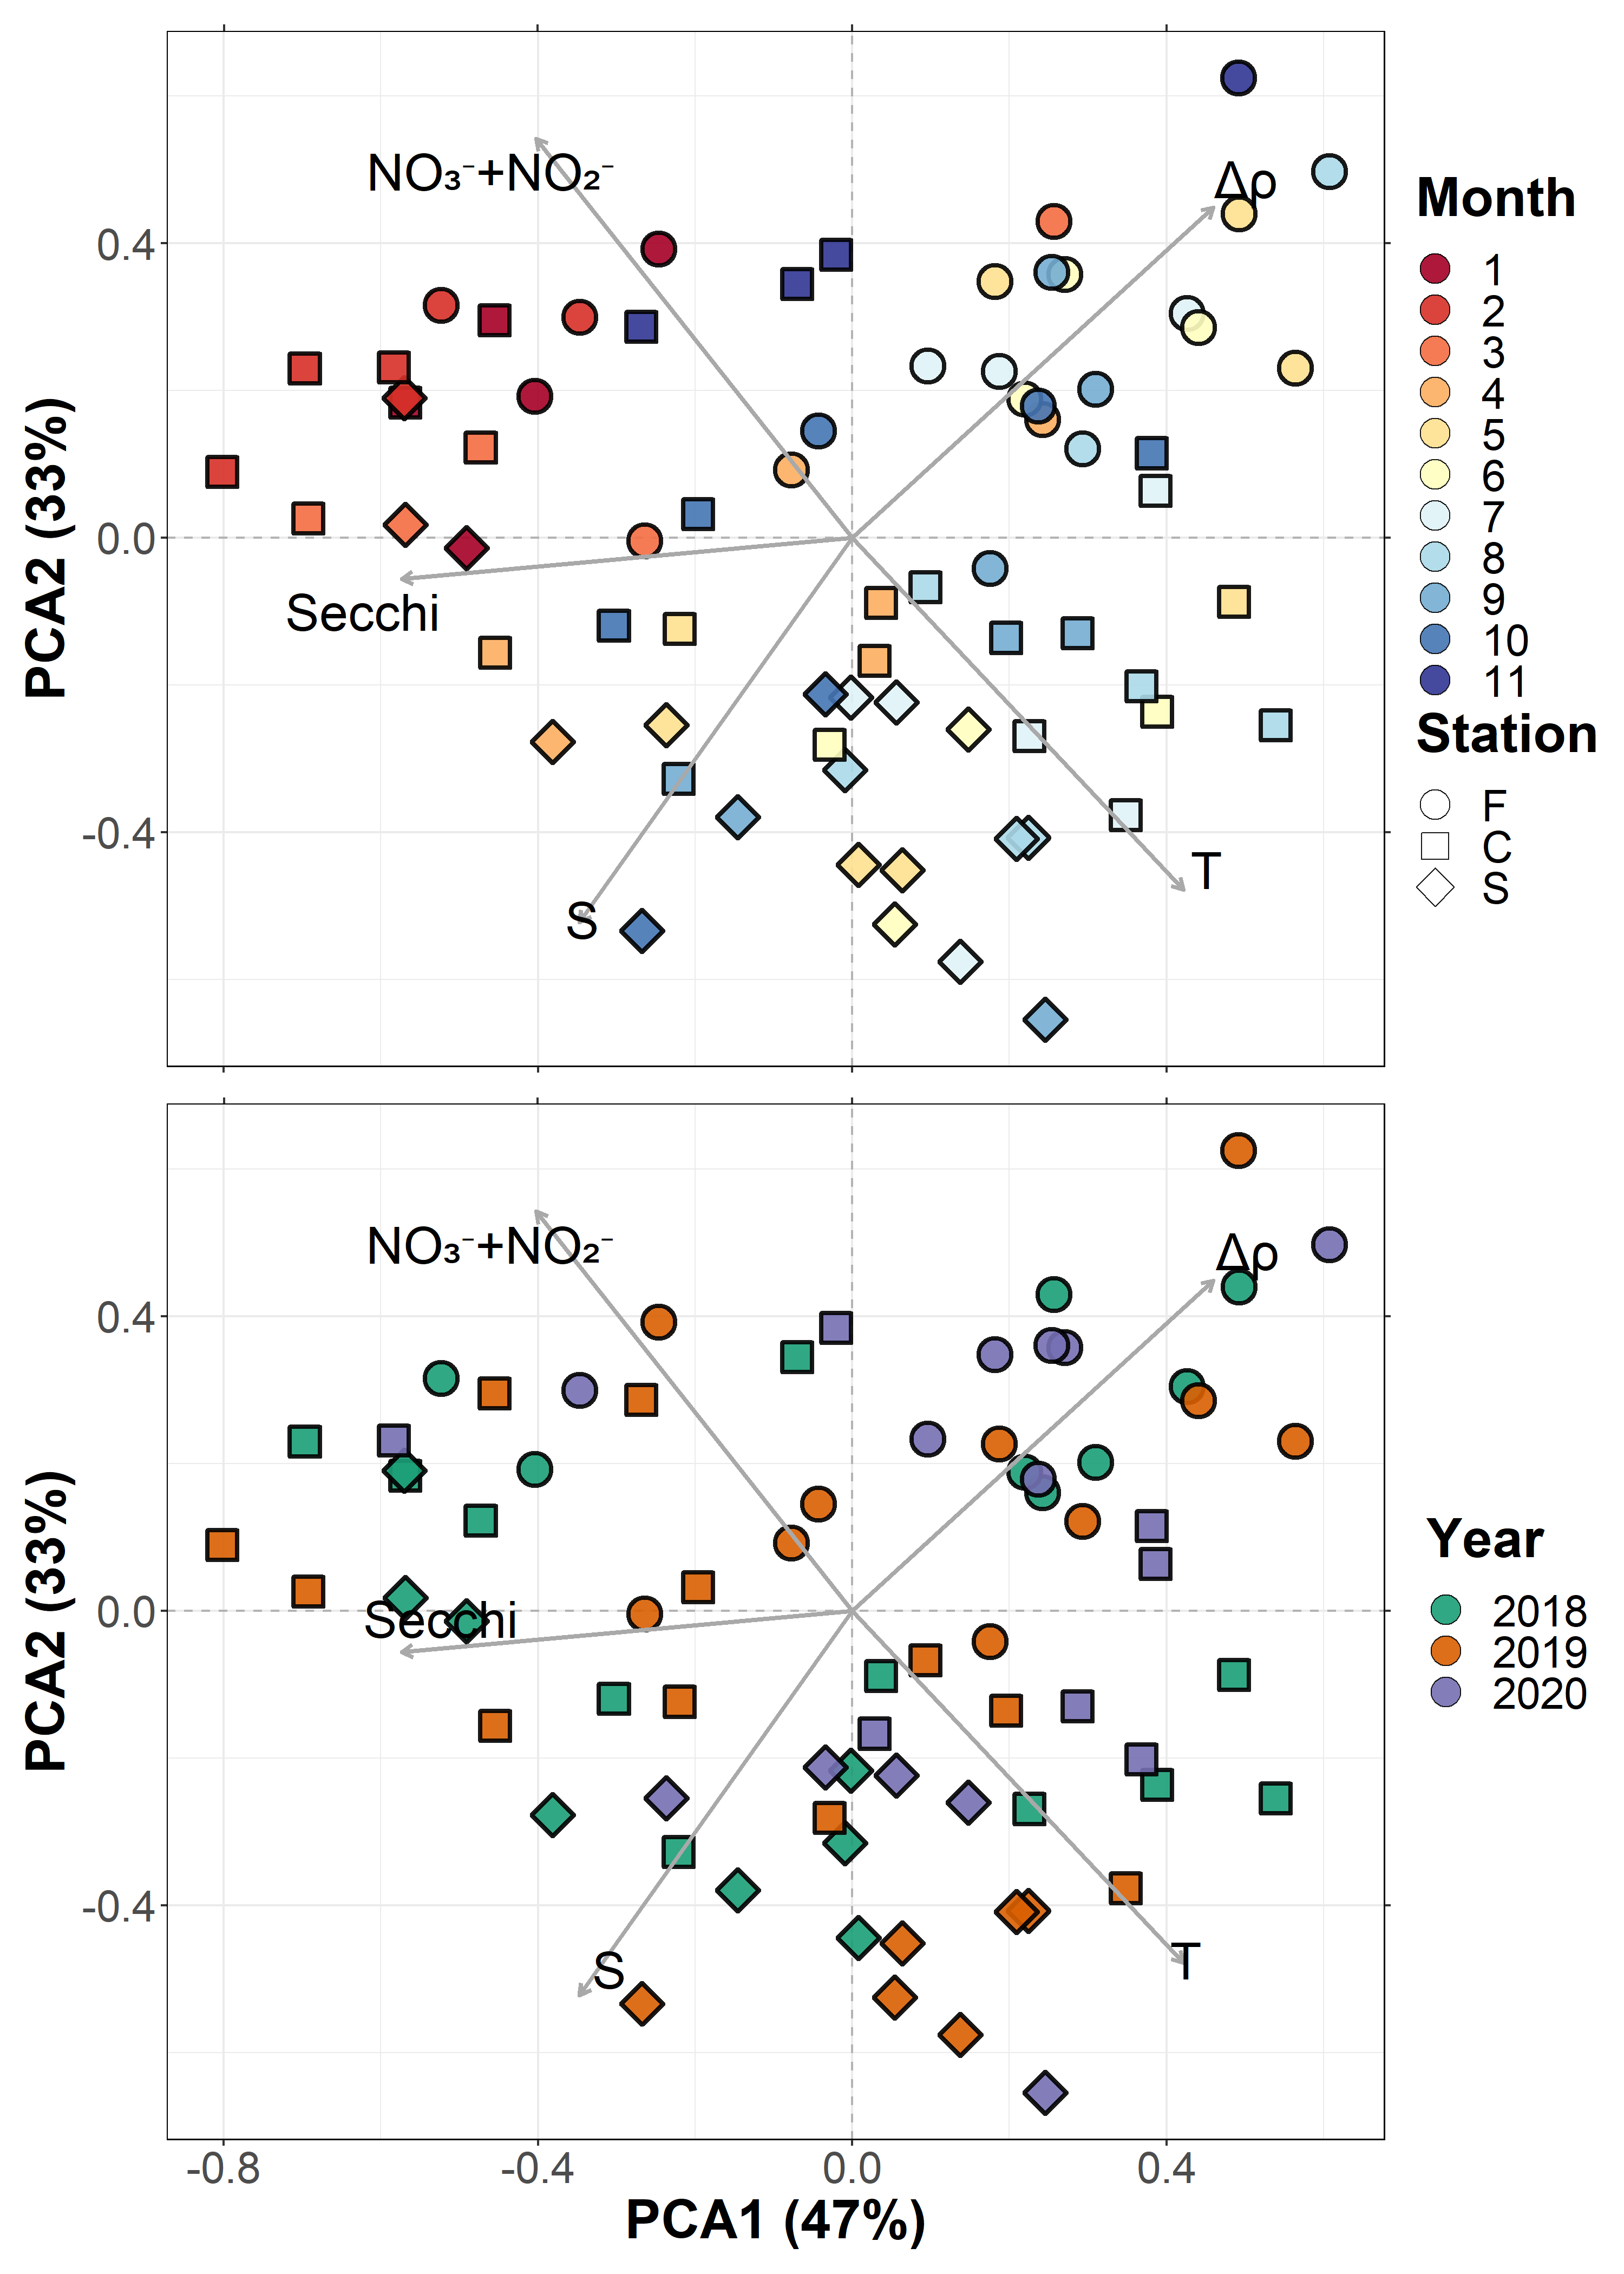 NO₃⁻+NO₂⁻
Δρ
Secchi
S
T
0.4
0.0
-0.4
PCA2 (33%)
Month
1
2
3
4
5
6
7
8
9
10
11
Station
F
C
S
NO₃⁻+NO₂⁻
Δρ
Secchi
S
T
0.4
0.0
-0.4
PCA2 (33%)
-0.8
-0.4
0.0
0.4
PCA1 (47%)
Year
2018
2019
2020